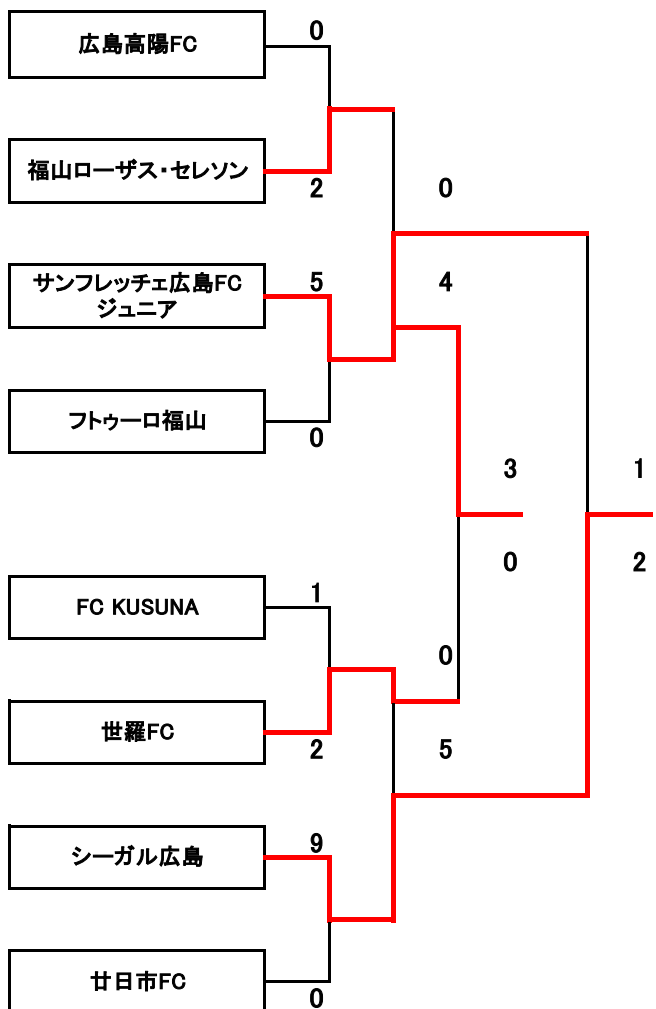 0
広島高陽FC
福山ローザス・セレソン
2
0
サンフレッチェ広島FC
ジュニア
5
4
フトゥーロ福山
0
3
1
0
2
FC KUSUNA
1
0
世羅FC
2
5
シーガル広島
9
廿日市FC
0